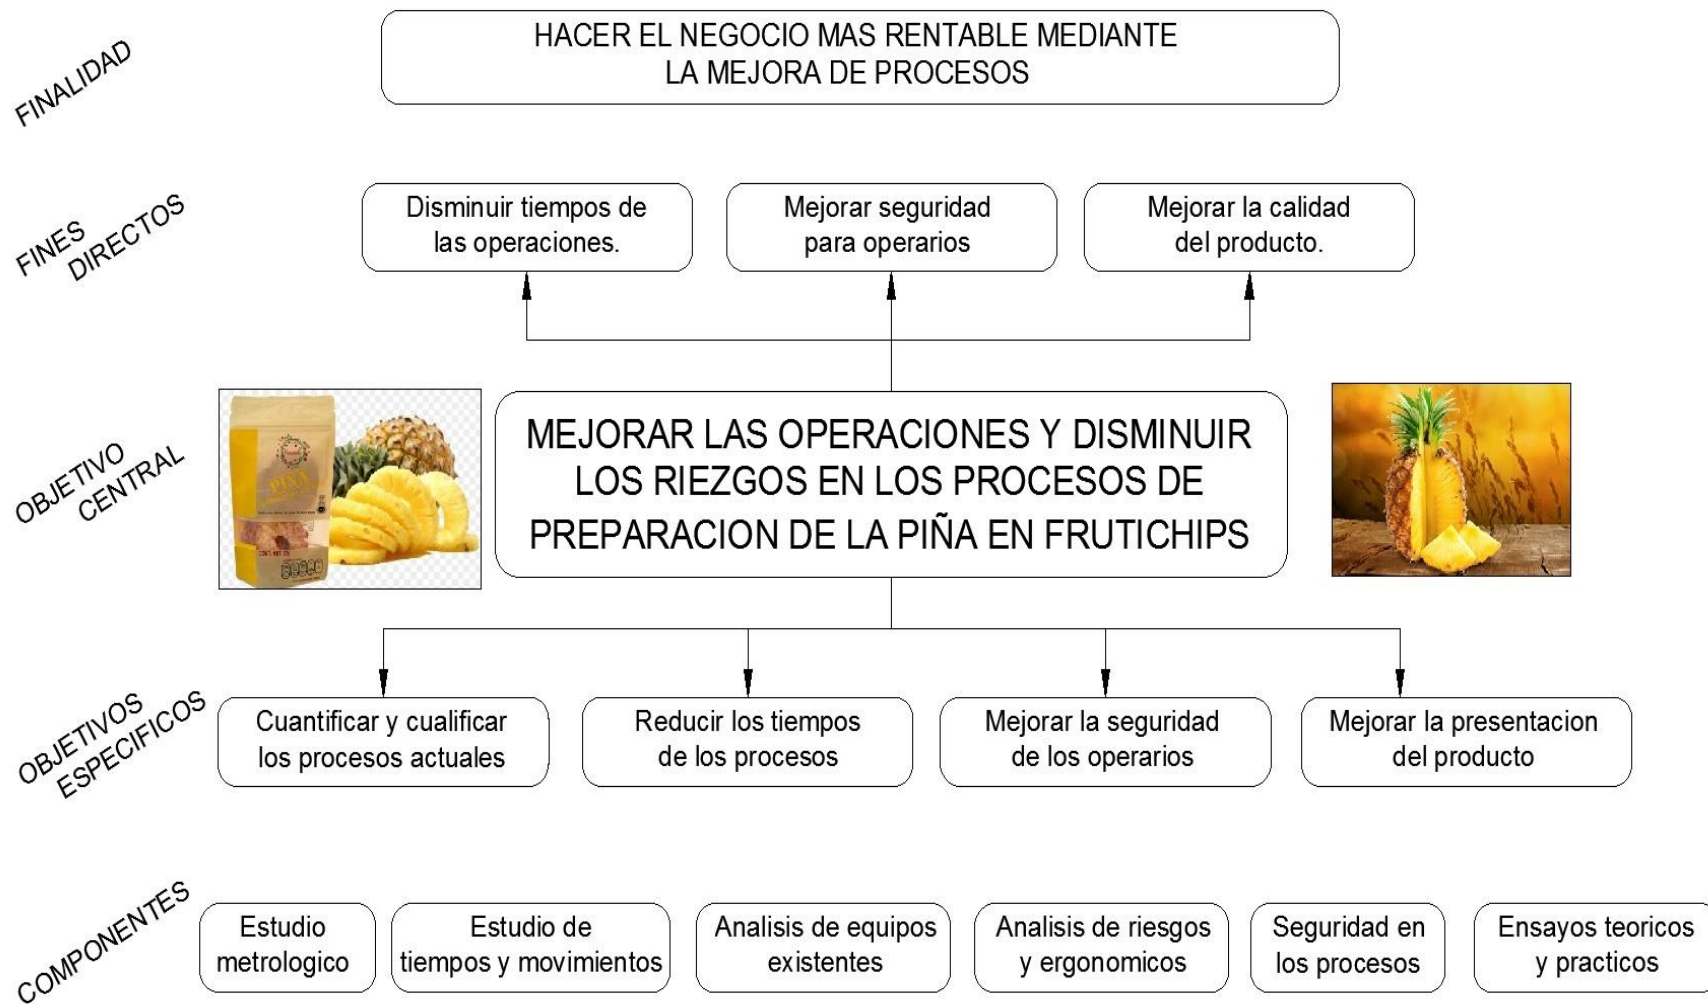 FINALIDAD
HACER EL NEGOCIO MAS RENTABLE MEDIANTE
LA MEJORA DE PROCESOS
FINES
DIRECTOS
Disminuir tiempos de
las operaciones.
Mejorar seguridad
para operarios
Mejorar la calidad
del producto.
OBJETIVO
CENTRAL
PIÑA
MEJORAR LAS OPERACIONES Y DISMINUIR
LOS RIEZGOS EN LOS PROCESOS DE
PREPARACION DE LA PIÑA EN FRUTICHIPS
OBJETIVOS
ESPECIFICOS
Cuantificar y cualificar
los procesos actuales
Reducir los tiempos
de los procesos
Mejorar la seguridad
de los operarios
Mejorar la presentacion
del producto
COMPONENTES
Estudio
metrologico
Estudio de
tiempos y movimientos
Analisis de equipos
existentes
Analisis de riesgos
y ergonomicos
Seguridad en
los procesos
Ensayos teoricos
y practicos